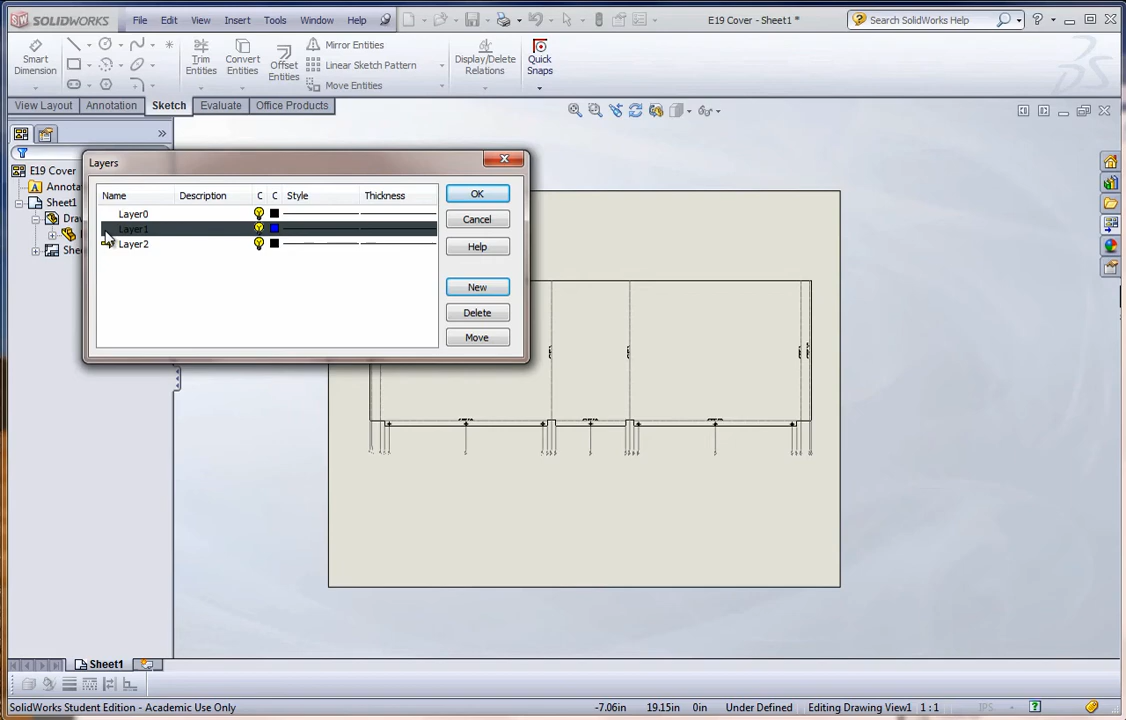 SOLIDWORKS File Edit View Insert Tools Window Help E19 Cover - Sheet1 * Search SolidWorks Help
Smart Dimension
Trim Entities
Convert Entities
Offset Entities
Mirror Entities
Linear Sketch Pattern
Move Entities
Display/Delete Relations
Quick Snaps
View Layout Annotation Sketch Evaluate Office Products
E19 Cover
Annota
Sheet1
Draw
She
Layers
Name Description C C Style Thickness
Layer0
Layer1
Layer2
OK
Cancel
Help
New
Delete
Move
Sheet1
SolidWorks Student Edition - Academic Use Only -7.06in 19.15in 0in Under Defined Editing Drawing View1 1 : 1 IPS